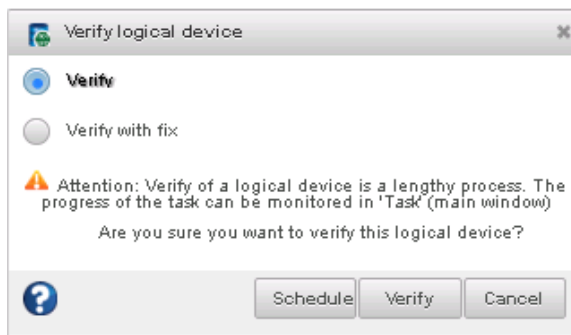 Verify logical device
Verify
Verify with fix
Attention: Verify of a logical device is a lengthy process. The
progress of the task can be monitored in 'Task' (main window)
Are you sure you want to verify this logical device?
? Schedule Verify Cancel